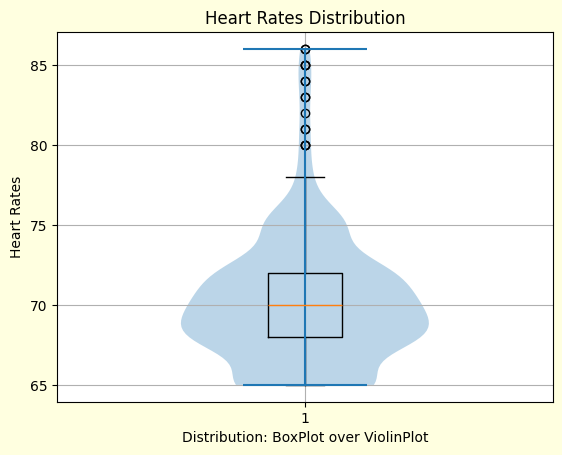 Heart Rates Distribution
85
80
75
70
65
Heart Rates
1
Distribution: BoxPlot over ViolinPlot